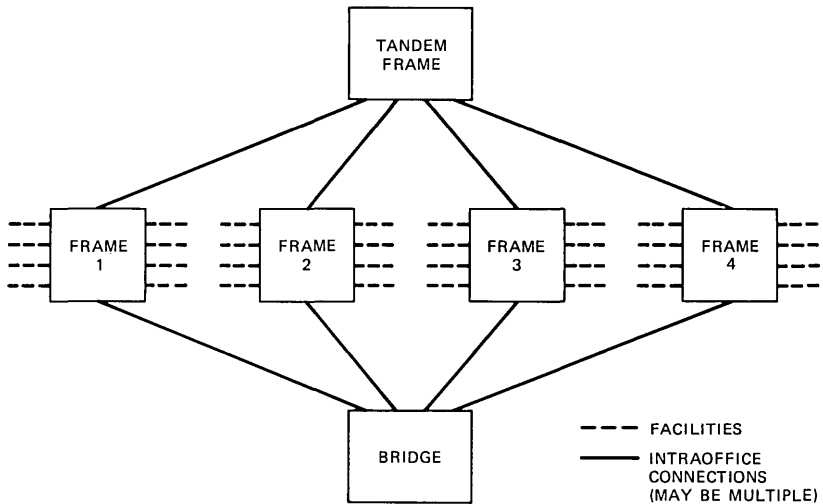 TANDEM
FRAME
FRAME
1
FRAME
2
FRAME
3
FRAME
4
BRIDGE
FACILITIES
INTRAOFFICE
CONNECTIONS
(MAY BE MULTIPLE)